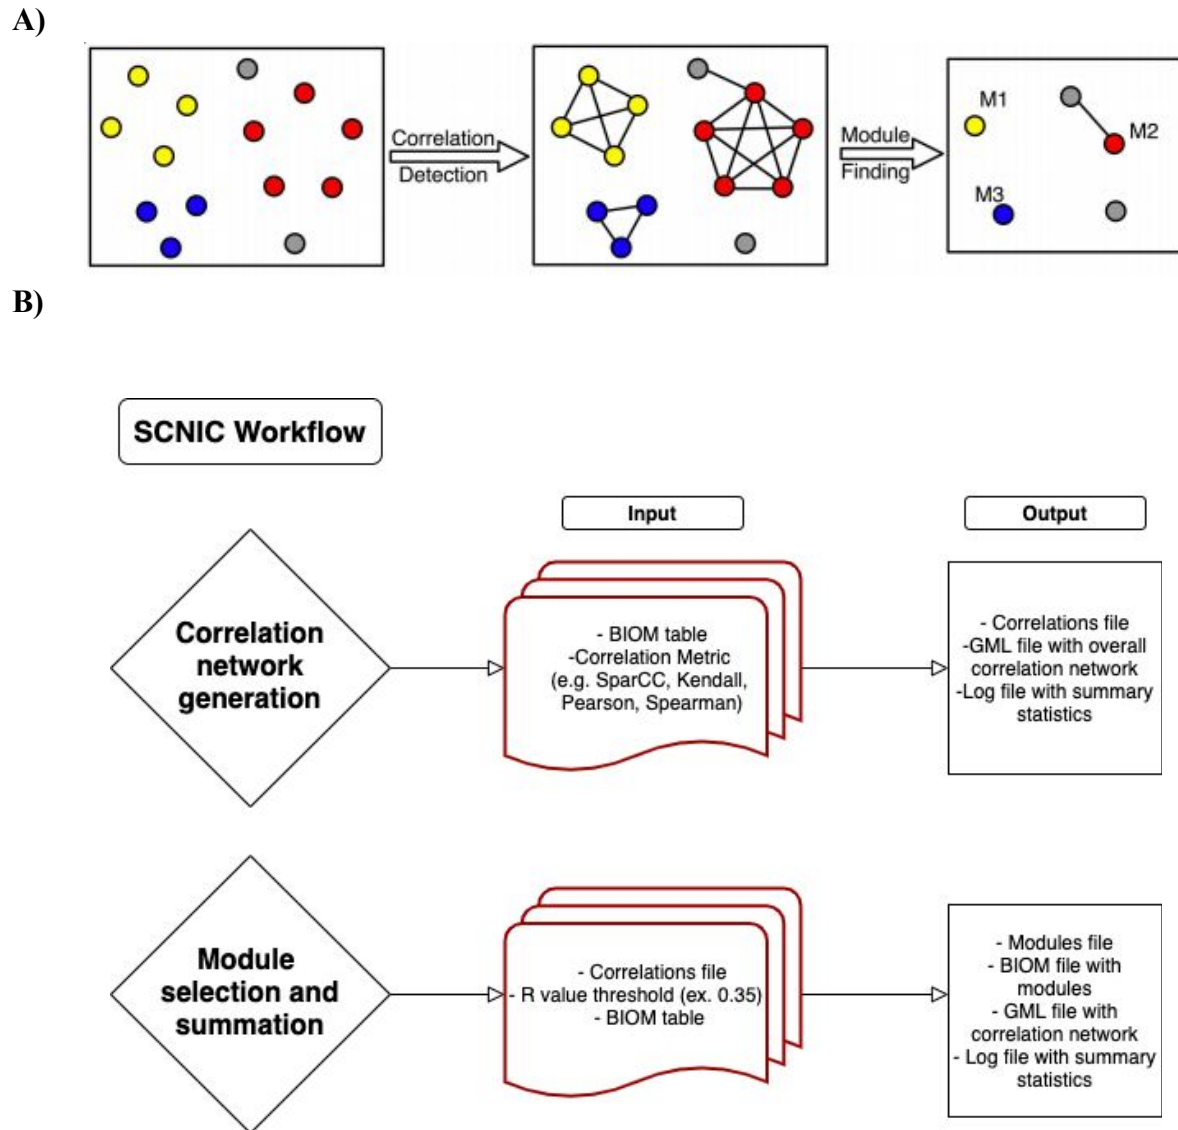 A)
Correlation
Detection
Module
Finding
M1
M2
M3
B)
SCNIC Workflow
Input
Output
Correlation
network
generation
- BIOM table
-Correlation Metric
(e.g. SparCC, Kendall,
Pearson, Spearman)
- Correlations file
-GML file with overall
correlation network
-Log file with summary
statistics
Module
selection and
summation
- Correlations file
- R value threshold (ex. 0.35)
- BIOM table
- Modules file
- BIOM file with
modules
- GML file with
correlation network
- Log file with summary
statistics